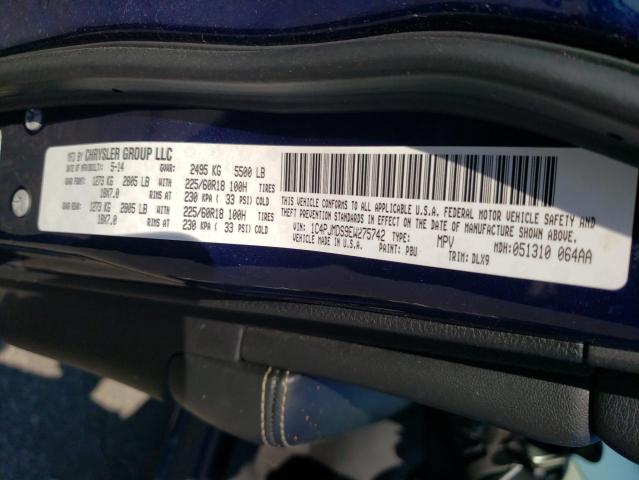 MFD BY CHRYSLER GROUP LLC
DATE OF MFR/BUILT: 5-14 GVWR: 2495 KG 5500 LB
GAWR FRONT: 1273 KG 2805 LB WITH 225/60R18 100H TIRES
18X7.0 RIMS AT 230 KPA ( 33 PSI) COLD
GAWR REAR: 1273 KG 2805 LB WITH 225/60R18 100H TIRES
18X7.0 RIMS AT 230 KPA ( 33 PSI) COLD
THIS VEHICLE CONFORMS TO ALL APPLICABLE U.S.A. FEDERAL MOTOR VEHICLE SAFETY AND
THEFT PREVENTION STANDARDS IN EFFECT ON THE DATE OF MANUFACTURE SHOWN ABOVE.
VIN: 1C4PJMDS9EW275742 TYPE: MPV MDH: 051310 064AA
VEHICLE MADE IN U.S.A. PAINT: PBU TRIM: DLX9